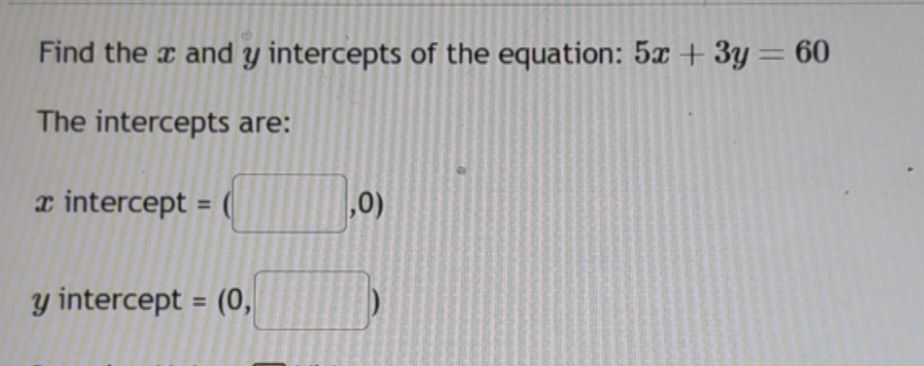 Find the x and y intercepts of the equation: 5x + 3y = 60
The intercepts are:
x intercept = ( ,0)
y intercept = (0, )